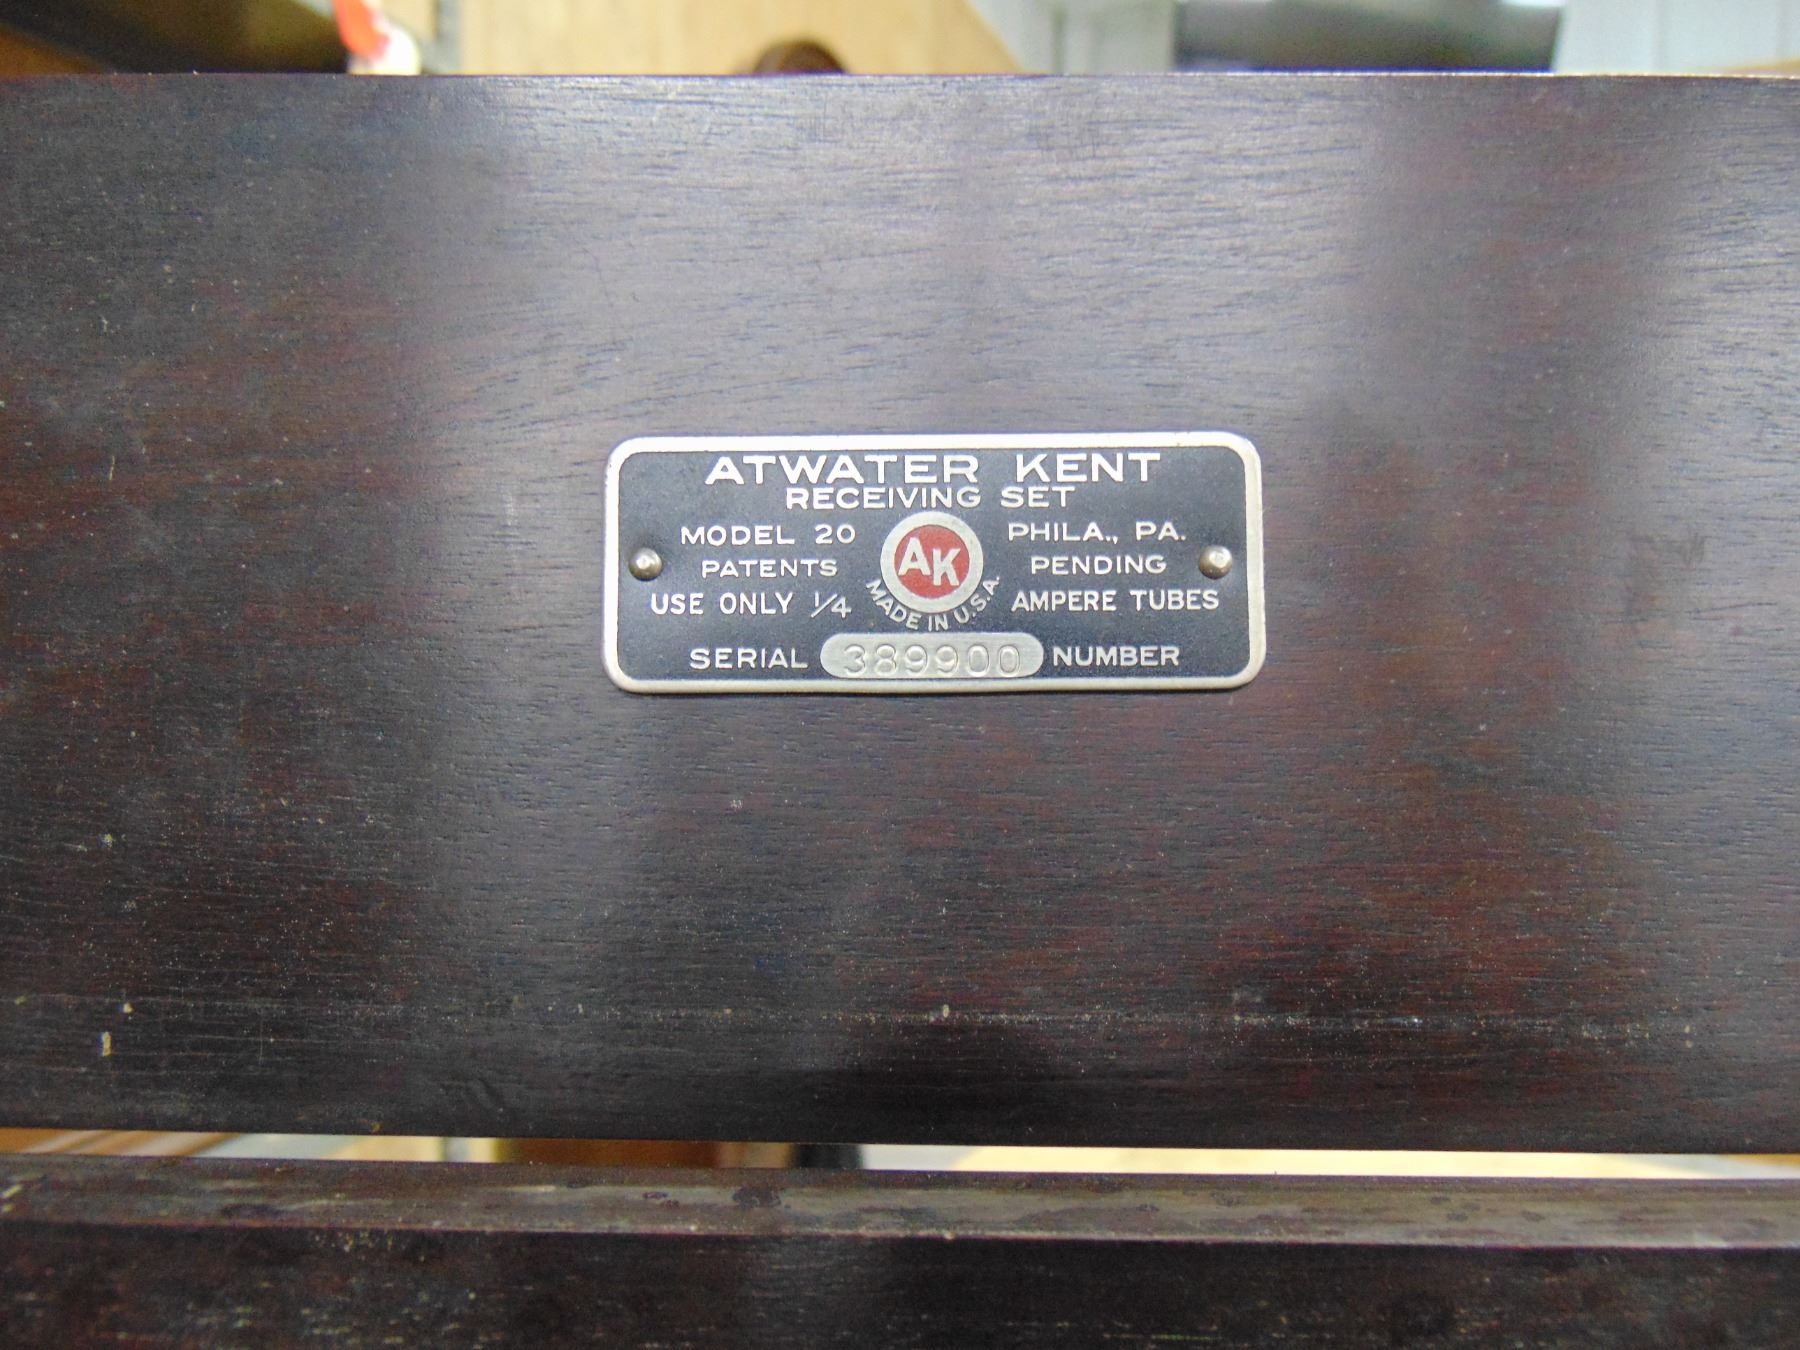 ATWATER KENT
RECEIVING SET
MODEL 20 PHILA., PA.
PATENTS AK PENDING
USE ONLY 1/4 AMPERE TUBES
MADE IN U.S.A.
SERIAL 389900 NUMBER